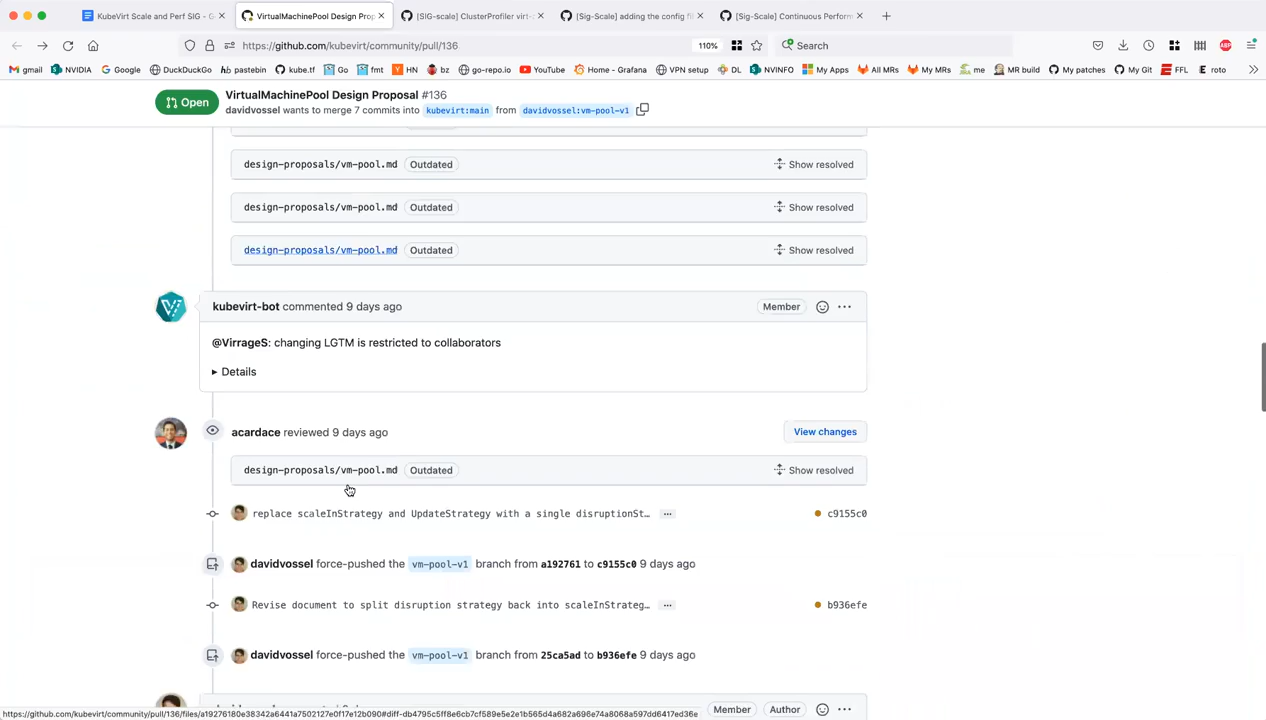 KubeVirt Scale and Perf SIG - G
VirtualMachinePool Design Prop
[SIG-scale] ClusterProfiler virt-
[Sig-Scale] adding the config fi
[Sig-Scale] Continuous Perform
https://github.com/kubevirt/community/pull/136
110%
Search
gmail
NVIDIA
Google
DuckDuckGo
pastebin
kube.tf
Go
fmt
HN
bz
go-repo.io
YouTube
Home - Grafana
VPN setup
DL
NVINFO
My Apps
All MRs
My MRs
me
MR build
My patches
My Git
FFL
roto
Open
VirtualMachinePool Design Proposal #136
davidvossel wants to merge 7 commits into kubevirt:main from davidvossel:vm-pool-v1
design-proposals/vm-pool.md Outdated Show resolved
design-proposals/vm-pool.md Outdated Show resolved
design-proposals/vm-pool.md Outdated Show resolved
kubevirt-bot commented 9 days ago Member
@VirrageS: changing LGTM is restricted to collaborators
Details
acardace reviewed 9 days ago View changes
design-proposals/vm-pool.md Outdated Show resolved
replace scaleInStrategy and UpdateStrategy with a single disruptionSt… c9155c0
davidvossel force-pushed the vm-pool-v1 branch from a192761 to c9155c0 9 days ago
Revise document to split disruption strategy back into scaleInStrateg… b936efe
davidvossel force-pushed the vm-pool-v1 branch from 25ca5ad to b936efe 9 days ago
Member Author